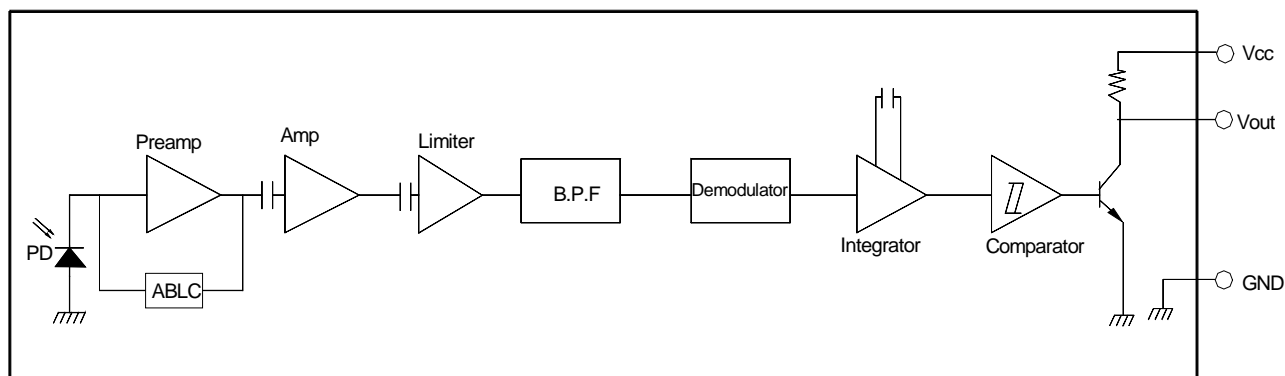 Preamp
Amp
Limiter
B.P.F
Demodulator
Integrator
Comparator
PD
ABLC
Vcc
Vout
GND